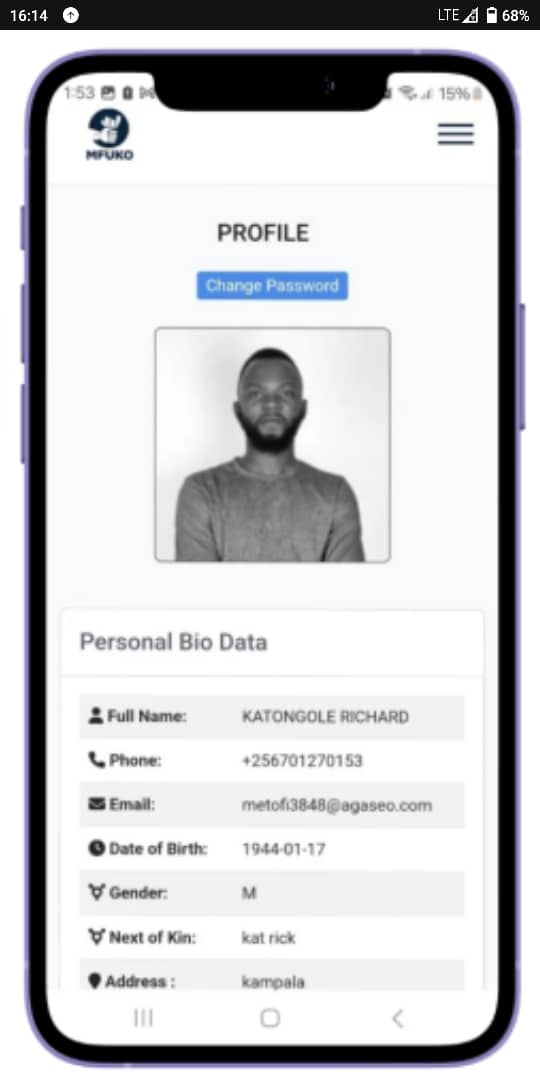 16:14
LTE 68%
1:53 15%
MFUKO
PROFILE
Change Password
Personal Bio Data
Full Name: KATONGOLE RICHARD
Phone: +256701270153
Email: metofi3848@agaseo.com
Date of Birth: 1944-01-17
Gender: M
Next of Kin: kat rick
Address : kampala